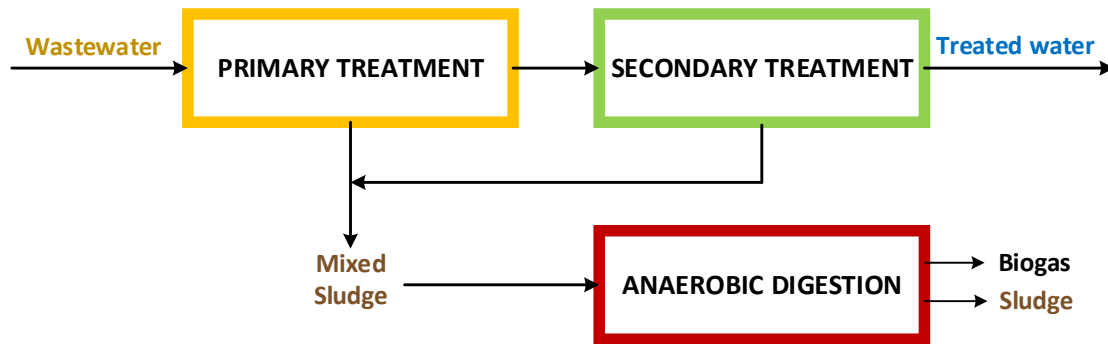 Wastewater
PRIMARY TREATMENT
SECONDARY TREATMENT
Treated water
Mixed
Sludge
ANAEROBIC DIGESTION
Biogas
Sludge